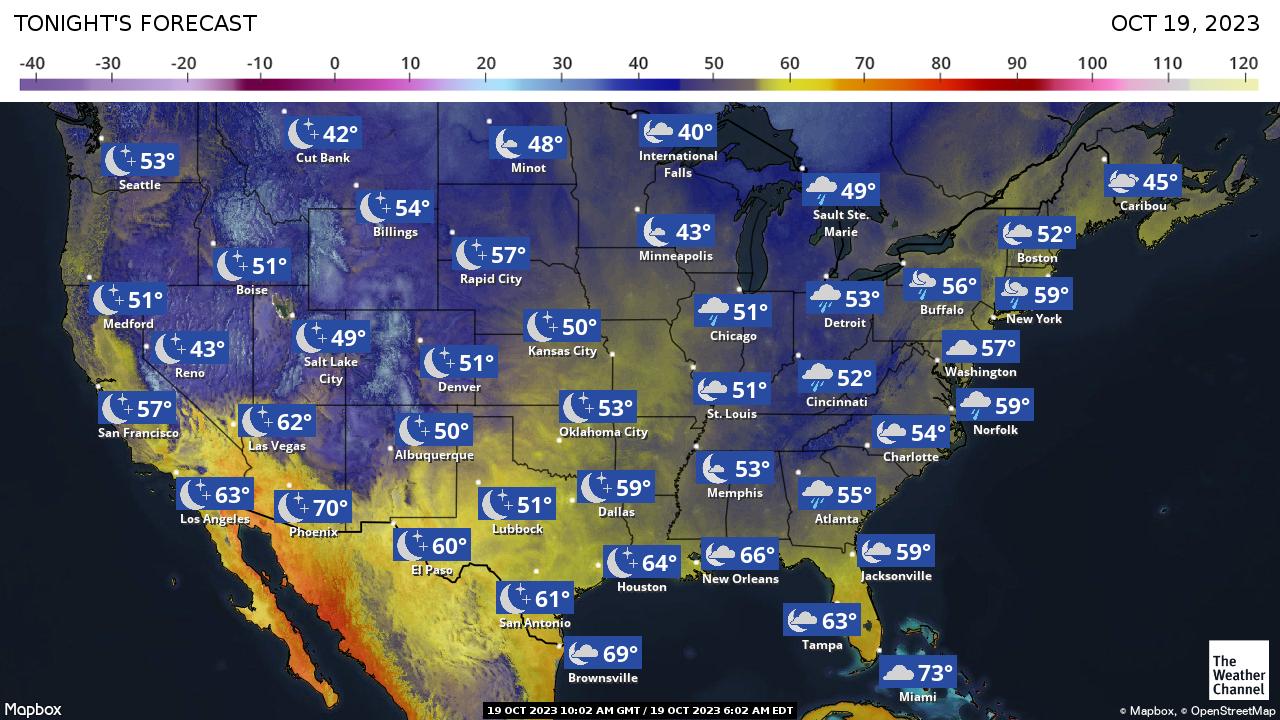 TONIGHT'S FORECAST
OCT 19, 2023
-40 -30 -20 -10 0 10 20 30 40 50 60 70 80 90 100 110 120
42°
Cut Bank
48°
Minot
40°
International
Falls
53°
Seattle
45°
Caribou
49°
Sault Ste.
Marie
54°
Billings
43°
Minneapolis
52°
Boston
57°
Rapid City
51°
Boise
56°
Buffalo
59°
New York
51°
Medford
53°
Detroit
51°
Chicago
50°
Kansas City
49°
Salt Lake
City
43°
Reno
57°
Washington
51°
Denver
52°
Cincinnati
51°
St. Louis
57°
San Francisco
53°
Oklahoma City
59°
Norfolk
62°
Las Vegas
50°
Albuquerque
54°
Charlotte
53°
Memphis
59°
Dallas
63°
Los Angeles
55°
Atlanta
51°
Lubbock
70°
Phoenix
60°
El Paso
59°
Jacksonville
66°
New Orleans
64°
Houston
61°
San Antonio
63°
Tampa
69°
Brownsville
73°
Miami
The
Weather
Channel
Mapbox
19 OCT 2023 10:02 AM GMT / 19 OCT 2023 6:02 AM EDT
© Mapbox, © OpenStreetMap